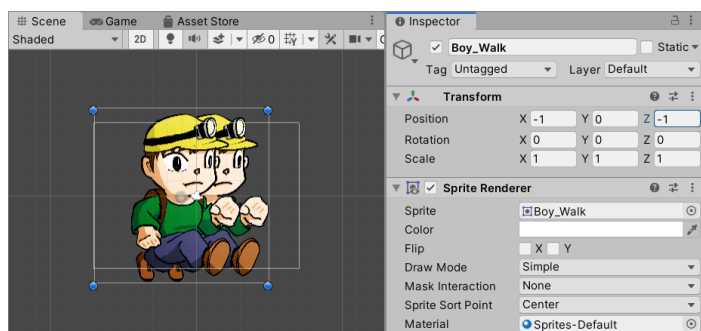 Scene Game Asset Store
Shaded 2D 0
Inspector
Boy_Walk Static
Tag Untagged Layer Default
Transform
Position X -1 Y 0 Z -1
Rotation X 0 Y 0 Z 0
Scale X 1 Y 1 Z 1
Sprite Renderer
Sprite Boy_Walk
Color
Flip X Y
Draw Mode Simple
Mask Interaction None
Sprite Sort Point Center
Material Sprites-Default